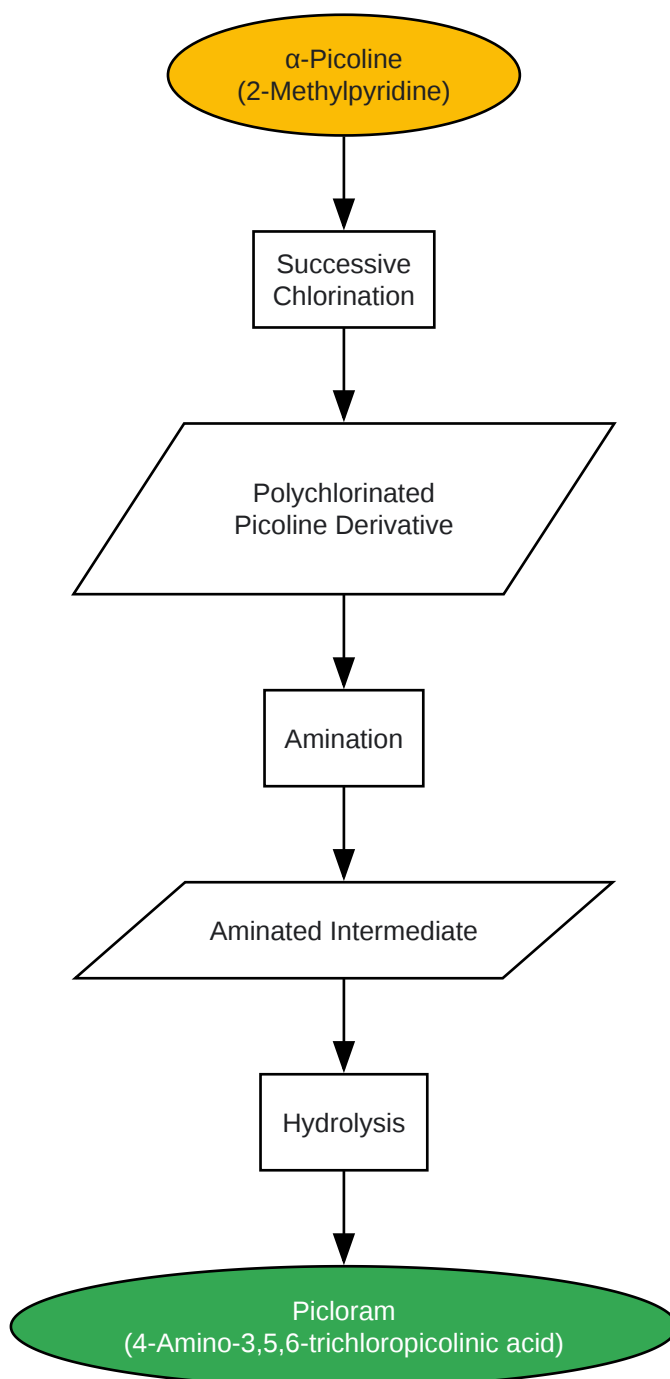 α-Picoline
(2-Methylpyridine)
Successive
Chlorination
Polychlorinated
Picoline Derivative
Amination
Aminated Intermediate
Hydrolysis
Picloram
(4-Amino-3,5,6-trichloropicolinic acid)